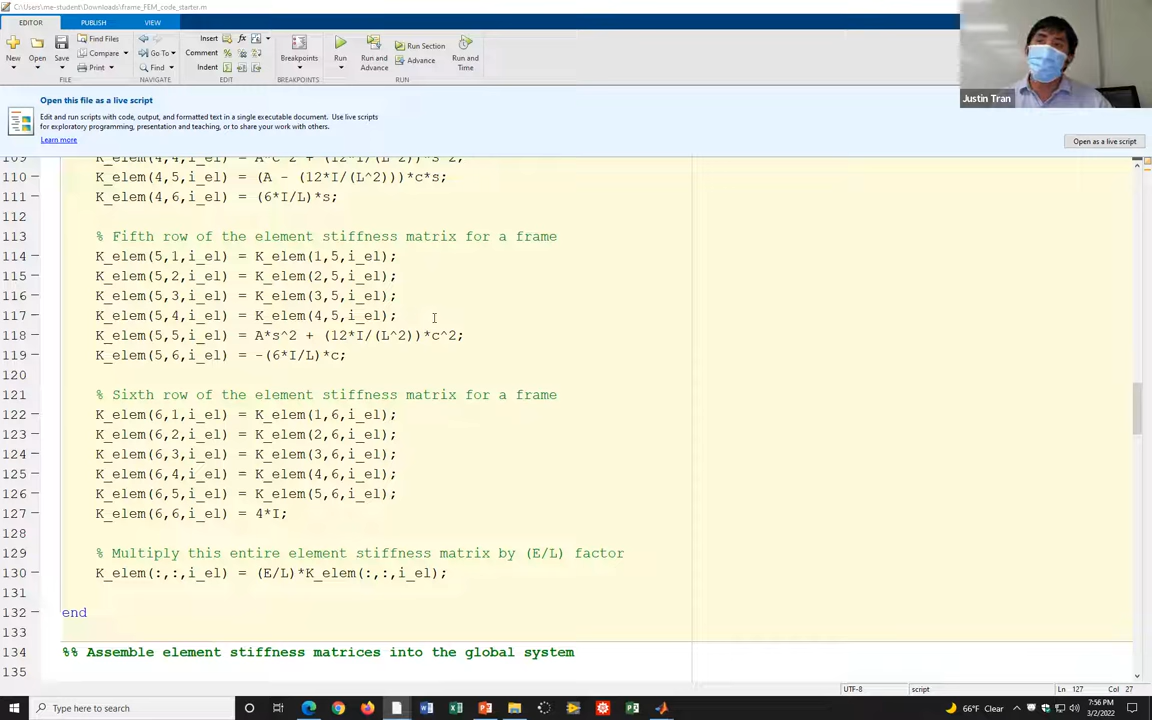 C:\Users\me-student\Downloads\frame_FEM_code_starter.m
EDITOR PUBLISH VIEW
New Open Save Find Files Compare Print Go To Find Insert fx Comment % Indent Breakpoints Run Run and Advance Run Section Advance Run and Time
FILE NAVIGATE EDIT BREAKPOINTS RUN
Justin Tran
Open this file as a live script
Edit and run scripts with code, output, and formatted text in a single executable document. Use live scripts
for exploratory programming, presentation and teaching, or to share your work with others.
Learn more
Open as a live script
109 K_elem(4,4,i_el) = A*c^2 + (12*I/(L^2))*s^2;
110 K_elem(4,5,i_el) = (A - (12*I/(L^2)))*c*s;
111 K_elem(4,6,i_el) = (6*I/L)*s;
112
113 % Fifth row of the element stiffness matrix for a frame
114 K_elem(5,1,i_el) = K_elem(1,5,i_el);
115 K_elem(5,2,i_el) = K_elem(2,5,i_el);
116 K_elem(5,3,i_el) = K_elem(3,5,i_el);
117 K_elem(5,4,i_el) = K_elem(4,5,i_el);
118 K_elem(5,5,i_el) = A*s^2 + (12*I/(L^2))*c^2;
119 K_elem(5,6,i_el) = -(6*I/L)*c;
120
121 % Sixth row of the element stiffness matrix for a frame
122 K_elem(6,1,i_el) = K_elem(1,6,i_el);
123 K_elem(6,2,i_el) = K_elem(2,6,i_el);
124 K_elem(6,3,i_el) = K_elem(3,6,i_el);
125 K_elem(6,4,i_el) = K_elem(4,6,i_el);
126 K_elem(6,5,i_el) = K_elem(5,6,i_el);
127 K_elem(6,6,i_el) = 4*I;
128
129 % Multiply this entire element stiffness matrix by (E/L) factor
130 K_elem(:,:,i_el) = (E/L)*K_elem(:,:,i_el);
131
132 end
133
134 %% Assemble element stiffness matrices into the global system
135
UTF-8 script Ln 127 Col 27
Type here to search
66°F Clear
7:56 PM
3/2/2022